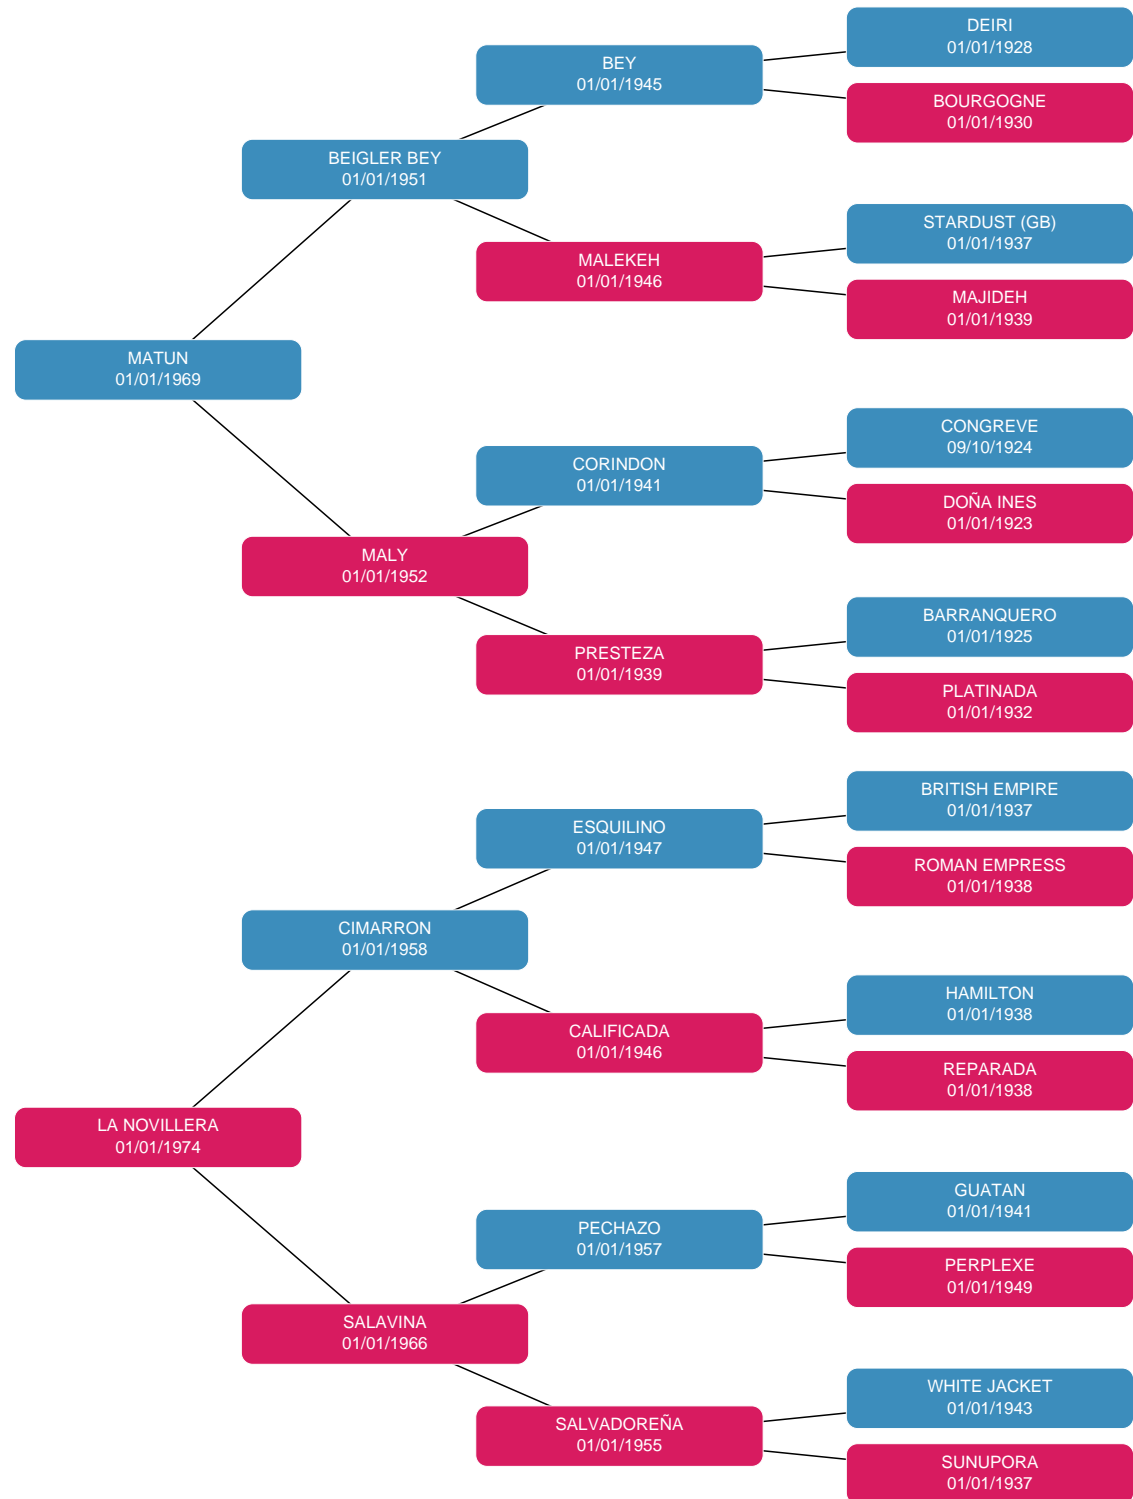 DEIRI
01/01/1928
BEY
01/01/1945
BOURGOGNE
01/01/1930
BEIGLER BEY
01/01/1951
STARDUST (GB)
01/01/1937
MALEKEH
01/01/1946
MAJIDEH
01/01/1939
MATUN
01/01/1969
CONGREVE
09/10/1924
CORINDON
01/01/1941
DOÑA INES
01/01/1923
MALY
01/01/1952
BARRANQUERO
01/01/1925
PRESTEZA
01/01/1939
PLATINADA
01/01/1932
BRITISH EMPIRE
01/01/1937
ESQUILINO
01/01/1947
ROMAN EMPRESS
01/01/1938
CIMARRON
01/01/1958
HAMILTON
01/01/1938
CALIFICADA
01/01/1946
REPARADA
01/01/1938
LA NOVILLERA
01/01/1974
GUATAN
01/01/1941
PECHAZO
01/01/1957
PERPLEXE
01/01/1949
SALAVINA
01/01/1966
WHITE JACKET
01/01/1943
SALVADOREÑA
01/01/1955
SUNUPORA
01/01/1937